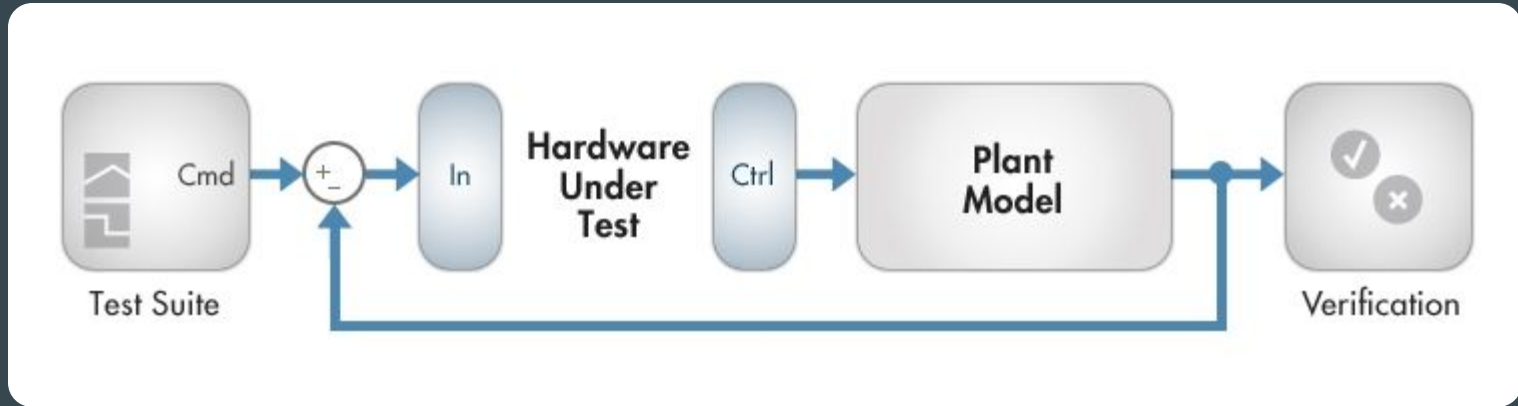 Cmd
+
−
In
Hardware
Under
Test
Ctrl
Plant
Model
Test Suite
Verification